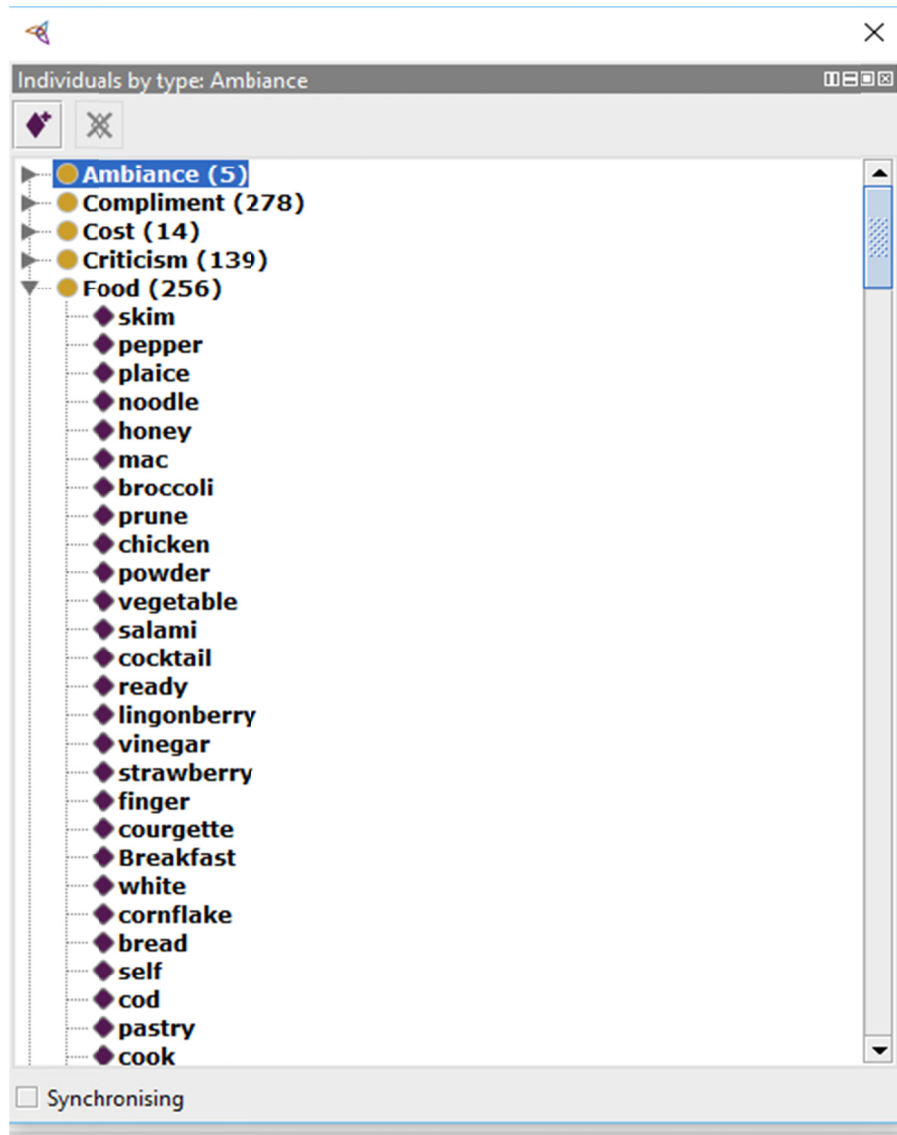 Individuals by type: Ambiance
Ambiance (5)
Compliment (278)
Cost (14)
Criticism (139)
Food (256)
skim
pepper
plaice
noodle
honey
mac
broccoli
prune
chicken
powder
vegetable
salami
cocktail
ready
lingonberry
vinegar
strawberry
finger
courgette
Breakfast
white
cornflake
bread
self
cod
pastry
cook
Synchronising